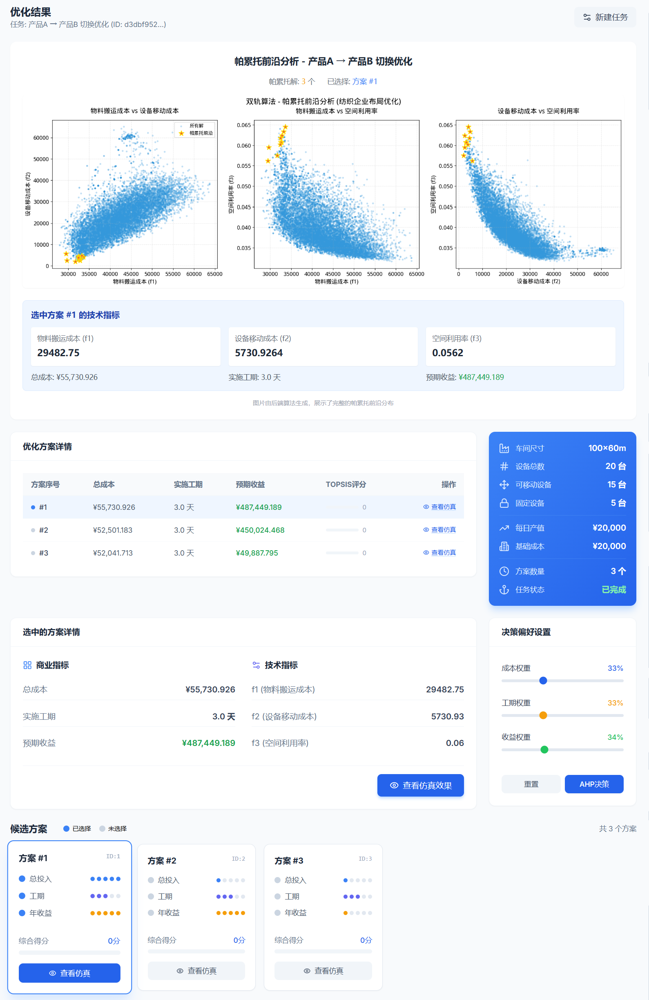 优化结果
任务: 产品A → 产品B 切换优化 (ID: d3dbf952...)
新建任务
帕累托前沿分析 - 产品A → 产品B 切换优化
帕累托解: 3 个 已选择: 方案 #1
双轨算法 - 帕累托前沿分析 (纺织企业布局优化)
物料搬运成本 vs 设备移动成本
所有解
帕累托前沿
设备移动成本 (f2)
60000
50000
40000
30000
20000
10000
0
30000 35000 40000 45000 50000 55000 60000 65000
物料搬运成本 (f1)
物料搬运成本 vs 空间利用率
空间利用率 (f3)
0.065
0.060
0.055
0.050
0.045
0.040
0.035
30000 35000 40000 45000 50000 55000 60000 65000
物料搬运成本 (f1)
设备移动成本 vs 空间利用率
空间利用率 (f3)
0.065
0.060
0.055
0.050
0.045
0.040
0.035
0 10000 20000 30000 40000 50000 60000
设备移动成本 (f2)
选中方案 #1 的技术指标
物料搬运成本 (f1)
29482.75
设备移动成本 (f2)
5730.9264
空间利用率 (f3)
0.0562
总成本: ¥55,730.926
实施工期: 3.0 天
预期收益: ¥487,449.189
图片由后端算法生成，展示了完整的帕累托前沿分布
优化方案详情
方案序号 总成本 实施工期 预期收益 TOPSIS评分 操作
#1 ¥55,730.926 3.0 天 ¥487,449.189 0 查看仿真
#2 ¥52,501.183 3.0 天 ¥450,024.468 0 查看仿真
#3 ¥52,041.713 3.0 天 ¥49,887.795 0 查看仿真
车间尺寸 100×60m
设备总数 20 台
可移动设备 15 台
固定设备 5 台
每日产值 ¥20,000
基础成本 ¥20,000
方案数量 3 个
任务状态 已完成
选中的方案详情
商业指标
总成本 ¥55,730.926
实施工期 3.0 天
预期收益 ¥487,449.189
技术指标
f1 (物料搬运成本) 29482.75
f2 (设备移动成本) 5730.93
f3 (空间利用率) 0.06
查看仿真效果
决策偏好设置
成本权重 33%
工期权重 33%
收益权重 34%
重置 AHP决策
候选方案 已选择 未选择 共 3 个方案
方案 #1 ID:1
总投入
工期
年收益
综合得分 0分
查看仿真
方案 #2 ID:2
总投入
工期
年收益
综合得分 0分
查看仿真
方案 #3 ID:3
总投入
工期
年收益
综合得分 0分
查看仿真